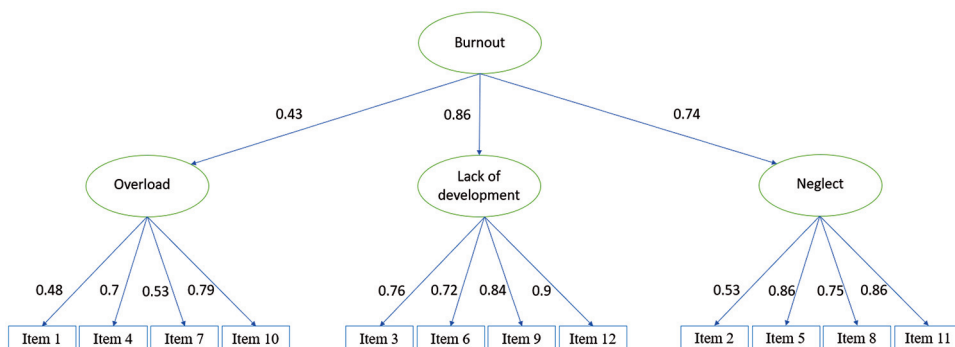 Burnout
0.43
0.86
0.74
Overload
Lack of
development
Neglect
0.48
0.7
0.53
0.79
0.76
0.72
0.84
0.9
0.53
0.86
0.75
0.86
Item 1
Item 4
Item 7
Item 10
Item 3
Item 6
Item 9
Item 12
Item 2
Item 5
Item 8
Item 11